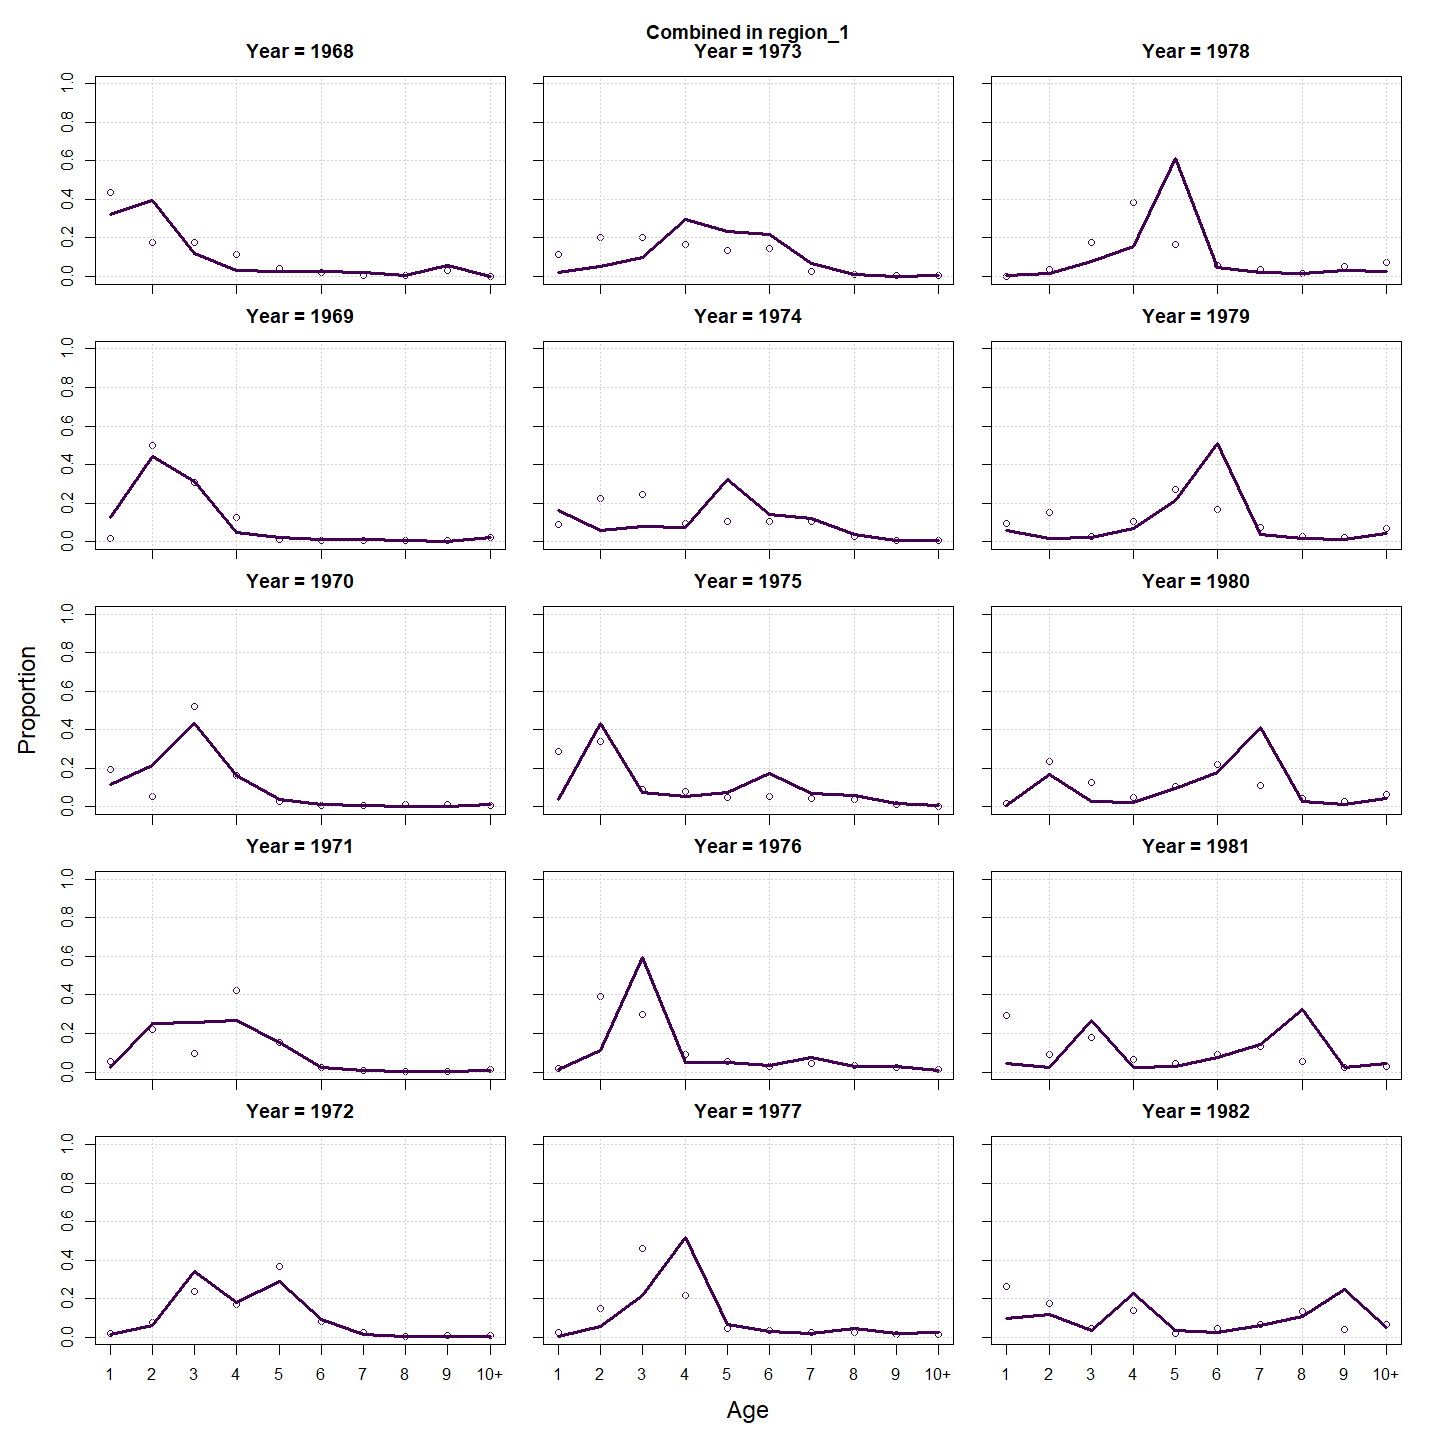 Combined in region_1
Year = 1968 Year = 1973 Year = 1978
0.0 0.2 0.4 0.6 0.8 1.0
Year = 1969 Year = 1974 Year = 1979
0.0 0.2 0.4 0.6 0.8 1.0
Year = 1970 Year = 1975 Year = 1980
0.0 0.2 0.4 0.6 0.8 1.0
Proportion
Year = 1971 Year = 1976 Year = 1981
0.0 0.2 0.4 0.6 0.8 1.0
Year = 1972 Year = 1977 Year = 1982
0.0 0.2 0.4 0.6 0.8 1.0
1 2 3 4 5 6 7 8 9 10+ 1 2 3 4 5 6 7 8 9 10+ 1 2 3 4 5 6 7 8 9 10+
Age